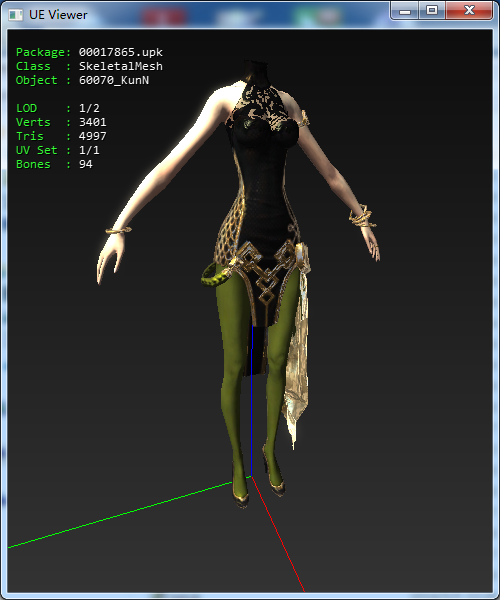 UE Viewer
Package: 00017865.upk
Class : SkeletalMesh
Object : 60070_KunN
LOD : 1/2
Verts : 3401
Tris : 4997
UV Set : 1/1
Bones : 94